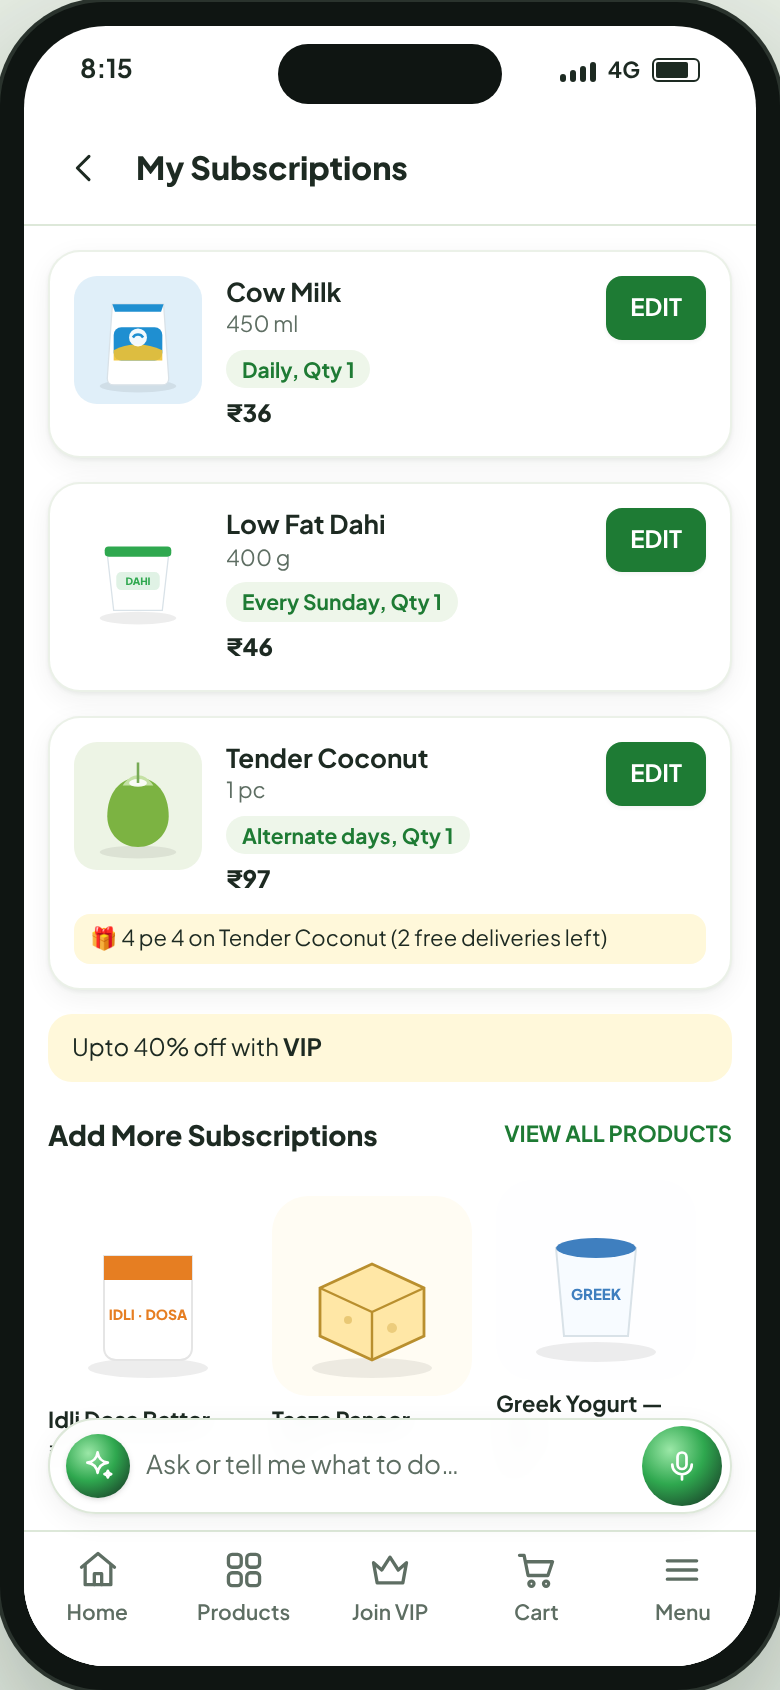 8:15
4G
My Subscriptions
Cow Milk
450 ml
Daily, Qty 1
₹36
EDIT
DAHI
Low Fat Dahi
400 g
Every Sunday, Qty 1
₹46
EDIT
Tender Coconut
1 pc
Alternate days, Qty 1
₹97
EDIT
🎁 4 pe 4 on Tender Coconut (2 free deliveries left)
Upto 40% off with VIP
Add More Subscriptions
VIEW ALL PRODUCTS
IDLI · DOSA
GREEK
Idli
Greek Yogurt —
Ask or tell me what to do...
Home
Products
Join VIP
Cart
Menu